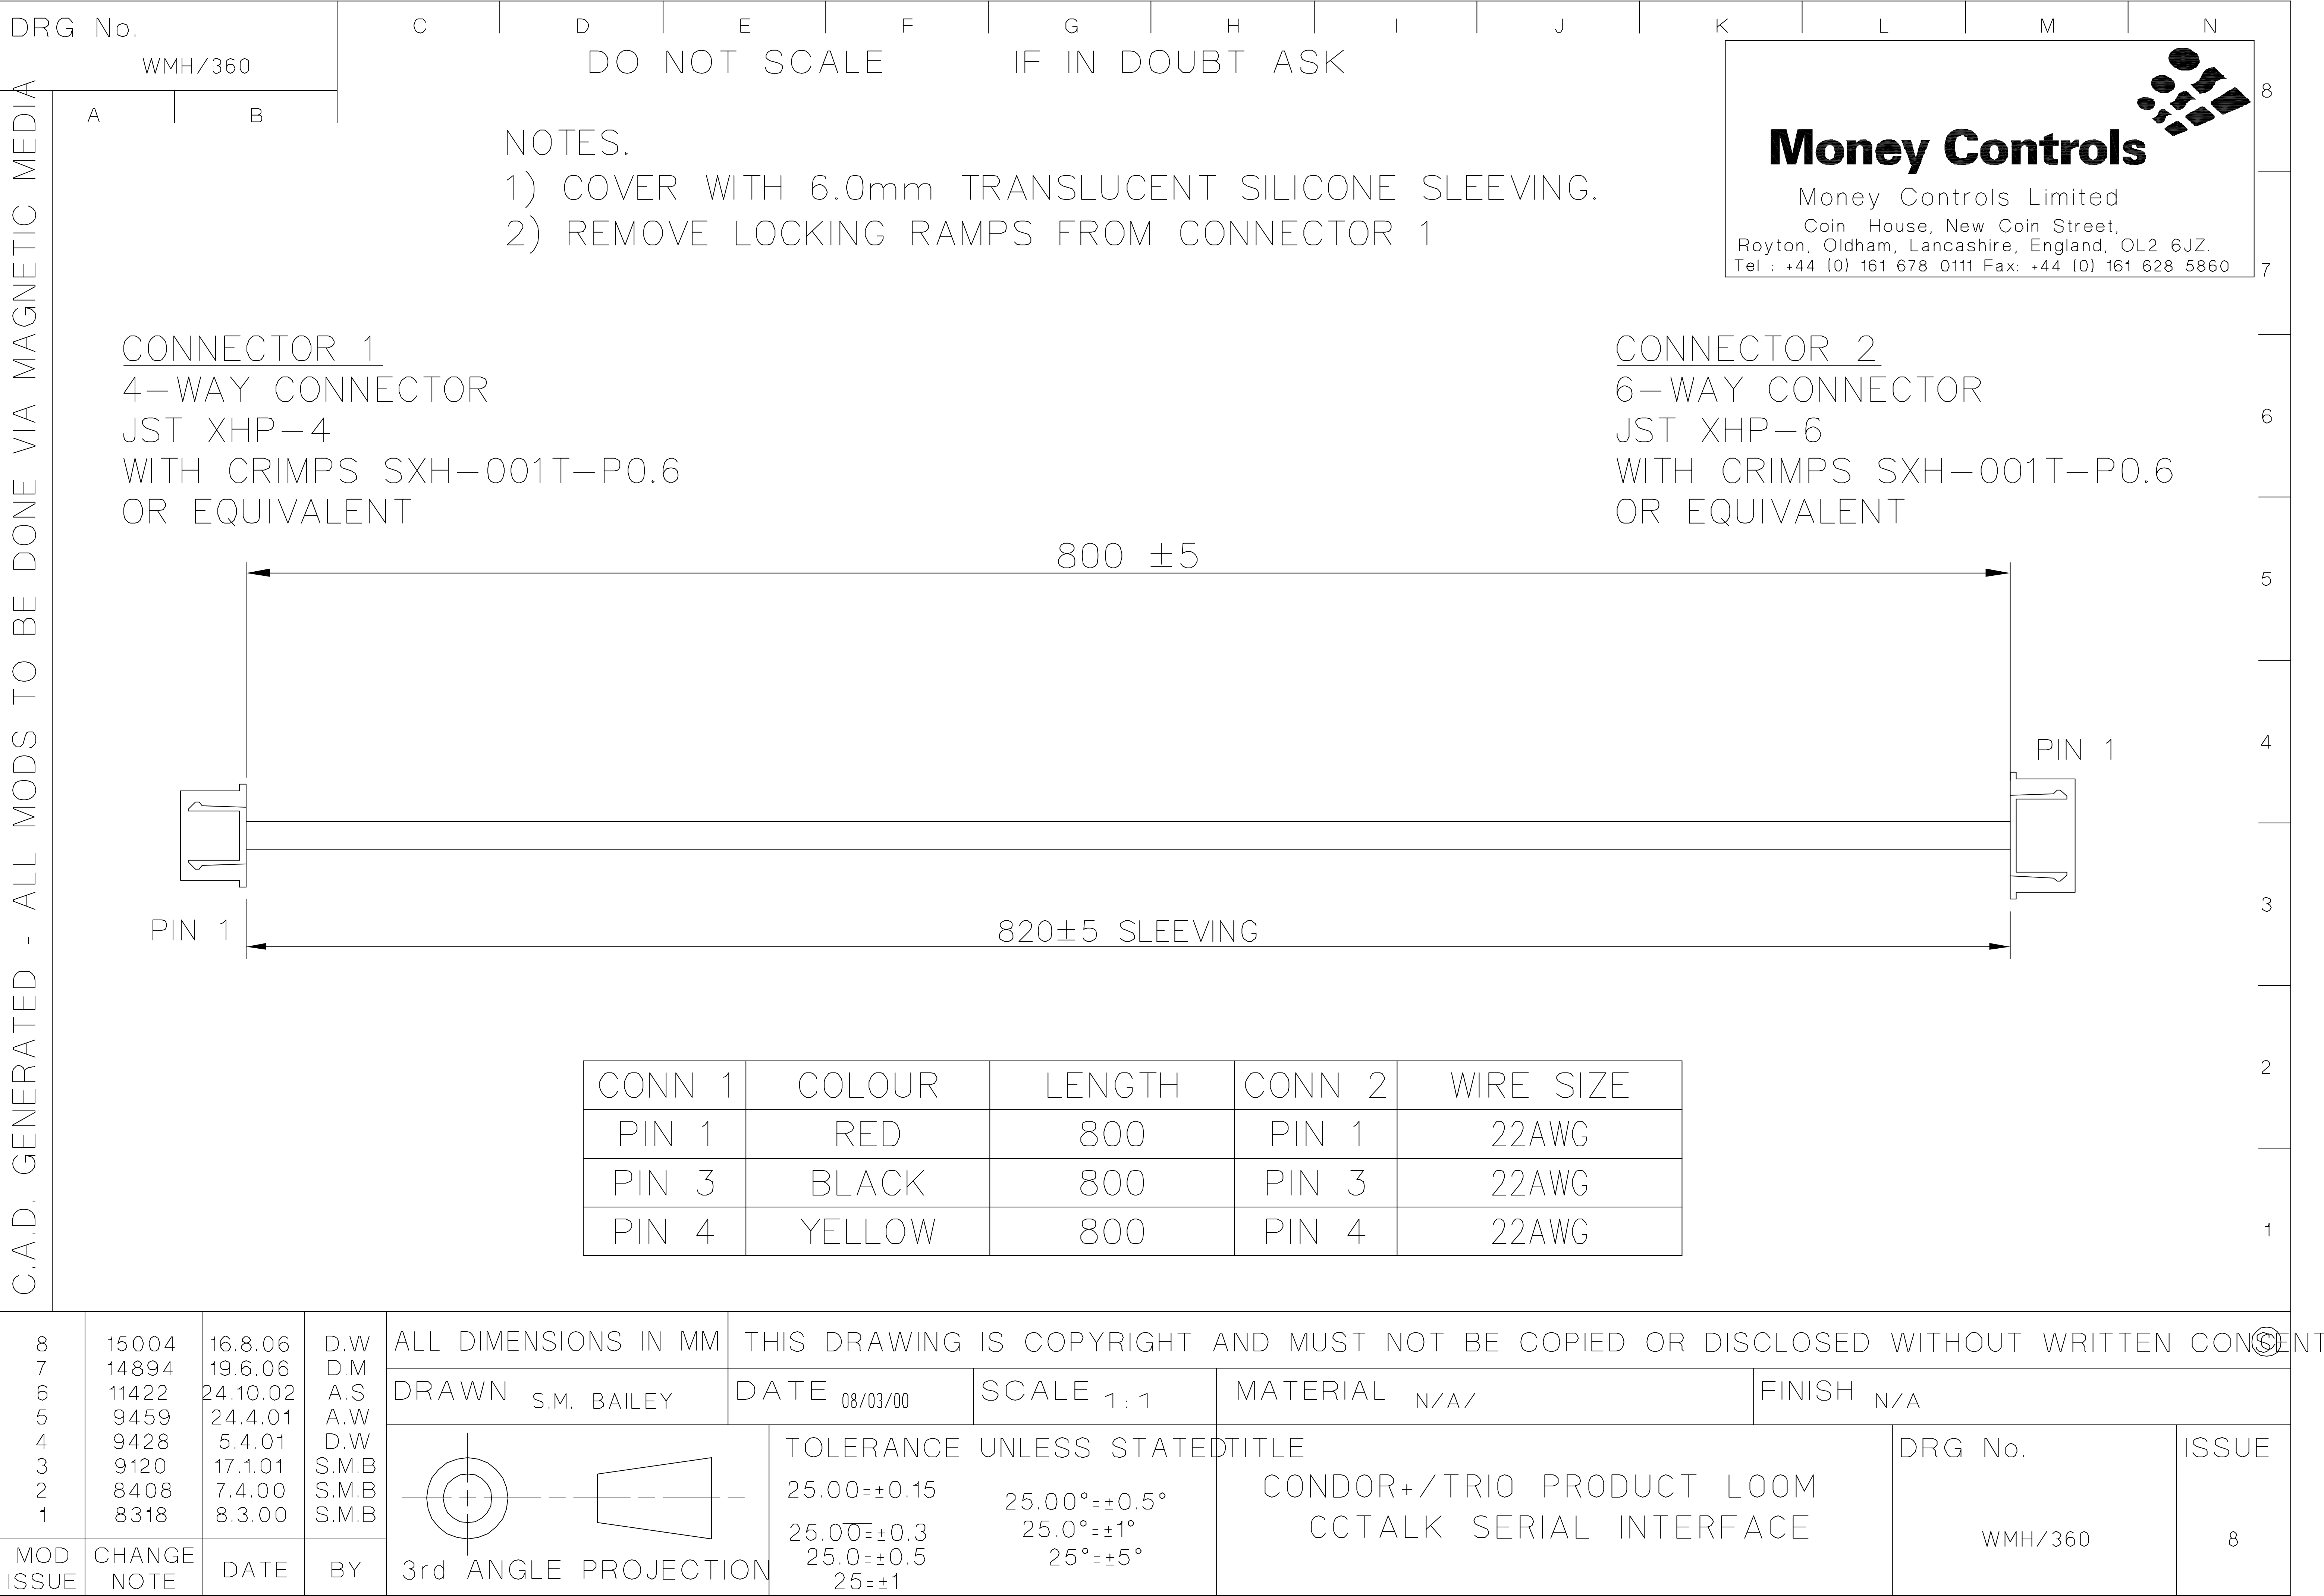 DRG No.
WMH/360
C D E F G H I J K L M N
DO NOT SCALE IF IN DOUBT ASK
A B
8
7
6
5
4
3
2
1
C.A.D. GENERATED - ALL MODS TO BE DONE VIA MAGNETIC MEDIA
NOTES.
1) COVER WITH 6.0mm TRANSLUCENT SILICONE SLEEVING.
2) REMOVE LOCKING RAMPS FROM CONNECTOR 1
Money Controls
Money Controls Limited
Coin House, New Coin Street,
Royton, Oldham, Lancashire, England, OL2 6JZ.
Tel : +44 (0) 161 678 0111 Fax: +44 (0) 161 628 5860
CONNECTOR 1
4-WAY CONNECTOR
JST XHP-4
WITH CRIMPS SXH-001T-P0.6
OR EQUIVALENT
CONNECTOR 2
6-WAY CONNECTOR
JST XHP-6
WITH CRIMPS SXH-001T-P0.6
OR EQUIVALENT
800 ±5
PIN 1
PIN 1
820±5 SLEEVING
CONN 1 COLOUR LENGTH CONN 2 WIRE SIZE
PIN 1 RED 800 PIN 1 22AWG
PIN 3 BLACK 800 PIN 3 22AWG
PIN 4 YELLOW 800 PIN 4 22AWG
8 15004 16.8.06 D.W
7 14894 19.6.06 D.M
6 11422 24.10.02 A.S
5 9459 24.4.01 A.W
4 9428 5.4.01 D.W
3 9120 17.1.01 S.M.B
2 8408 7.4.00 S.M.B
1 8318 8.3.00 S.M.B
MOD ISSUE CHANGE NOTE DATE BY
ALL DIMENSIONS IN MM
THIS DRAWING IS COPYRIGHT AND MUST NOT BE COPIED OR DISCLOSED WITHOUT WRITTEN CONSENT ©
DRAWN S.M. BAILEY
DATE 08/03/00
SCALE 1:1
MATERIAL N/A/
FINISH N/A
3rd ANGLE PROJECTION
TOLERANCE UNLESS STATED
25.00=±0.15
25.00=±0.3
25.0=±0.5
25=±1
25.00°=±0.5°
25.0°=±1°
25°=±5°
TITLE
CONDOR+/TRIO PRODUCT LOOM
CCTALK SERIAL INTERFACE
DRG No.
WMH/360
ISSUE
8